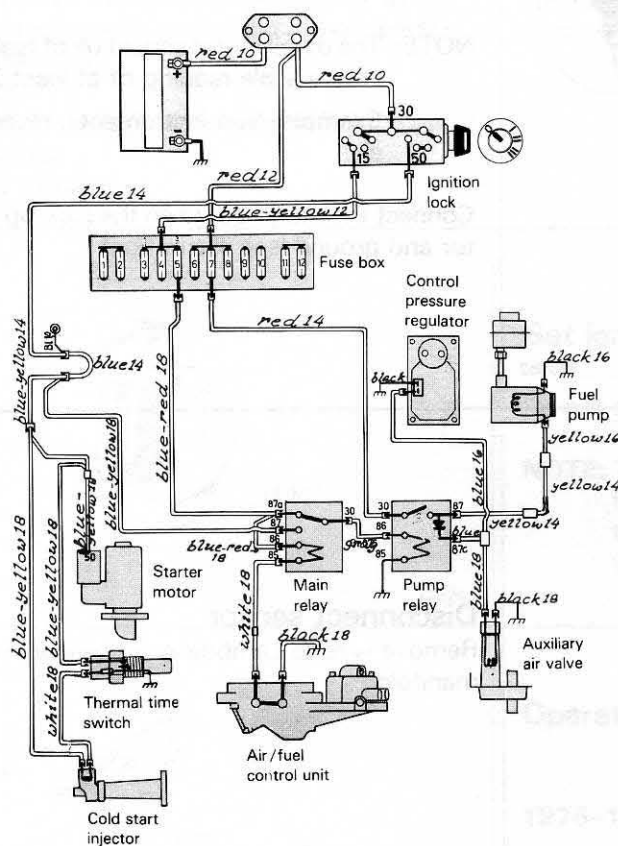 red 10
red 10
+
-
30
15
50
Ignition
lock
red 12
blue 14
blue-yellow 12
1 2 3 4 5 6 7 8 9 10 11 12
Fuse box
Control
pressure
regulator
red 14
black 16
Fuel
pump
black
blue 14
blue-yellow 14
blue-red 18
blue-yellow 18
blue-yellow 18
blue-yellow 18
blue-yellow 18
yellow 16
yellow 14
yellow 14
blue 16
blue
blue 18
87a
87
86
85
30
30
86
85
87
87c
blue-red
18
50
Starter
motor
Main
relay
Pump
relay
white 18
black 18
black 18
Auxiliary
air valve
Thermal time
switch
white 18
Air/fuel
control unit
Cold start
injector